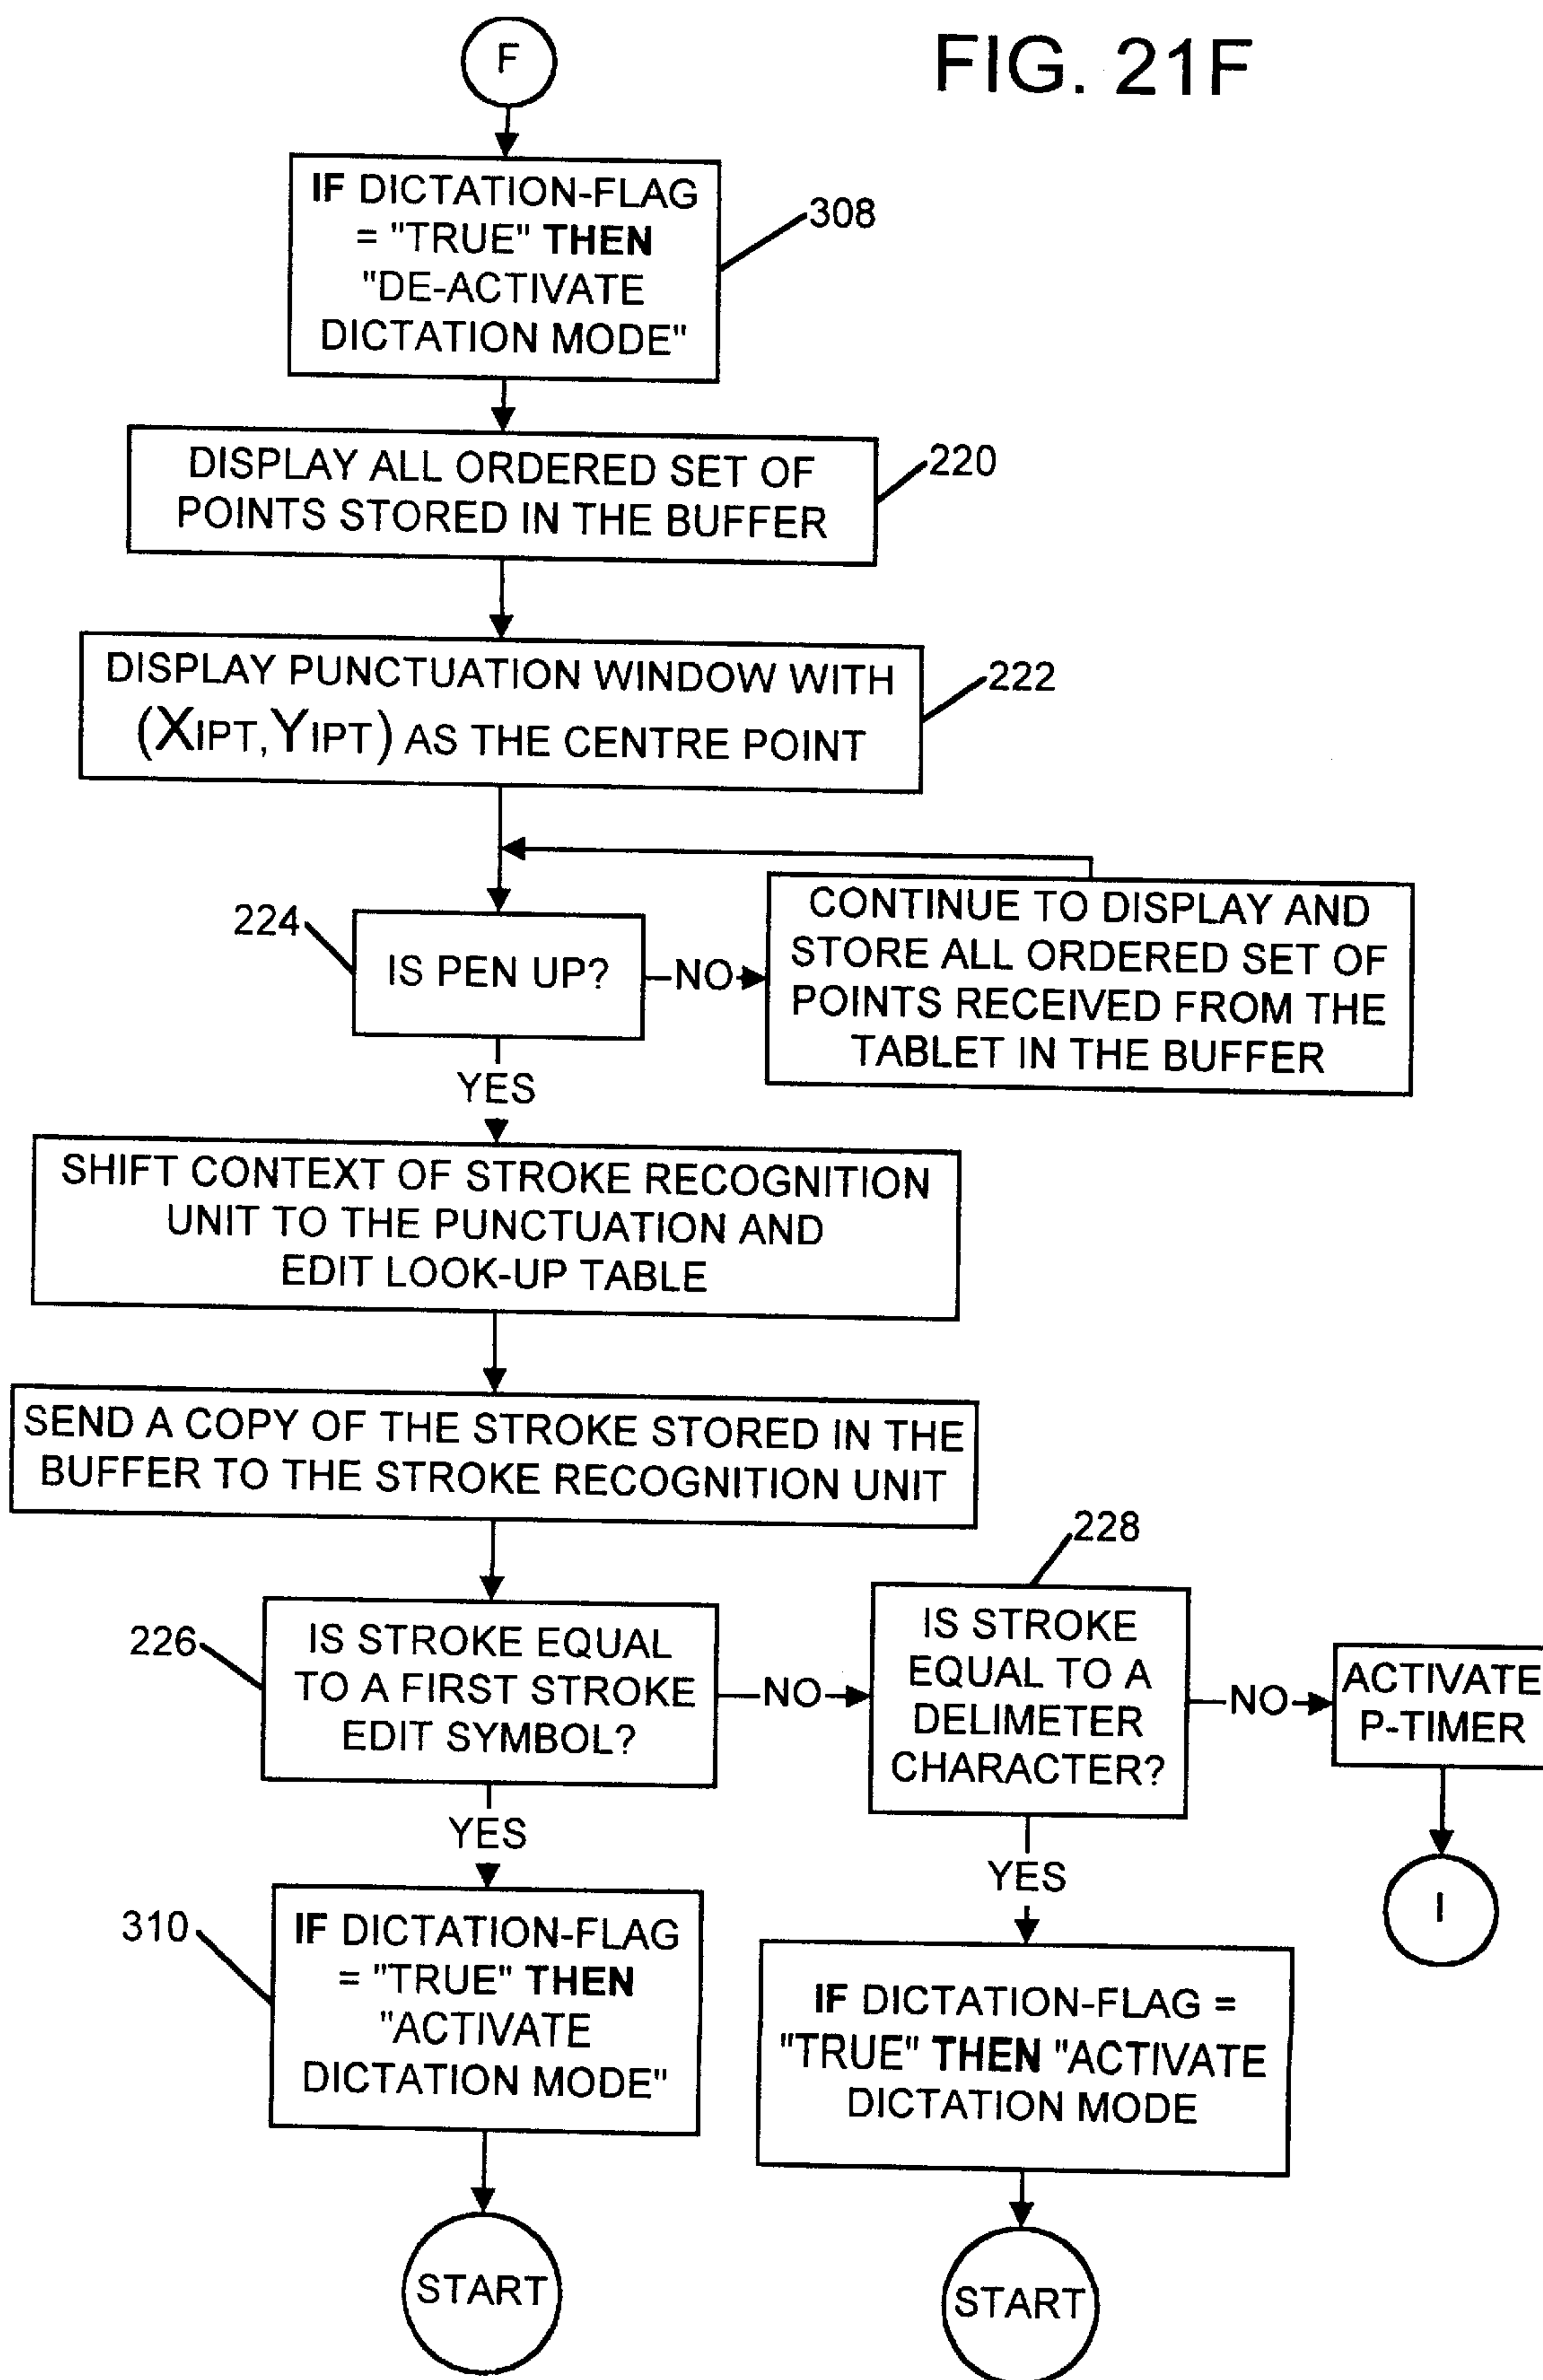 F
FIG. 21F
IF DICTATION-FLAG
= "TRUE" THEN
"DE-ACTIVATE
DICTATION MODE"
308
DISPLAY ALL ORDERED SET OF
POINTS STORED IN THE BUFFER
220
DISPLAY PUNCTUATION WINDOW WITH
(XIPT, YIPT) AS THE CENTRE POINT
222
224
IS PEN UP?
NO
CONTINUE TO DISPLAY AND
STORE ALL ORDERED SET OF
POINTS RECEIVED FROM THE
TABLET IN THE BUFFER
YES
SHIFT CONTEXT OF STROKE RECOGNITION
UNIT TO THE PUNCTUATION AND
EDIT LOOK-UP TABLE
SEND A COPY OF THE STROKE STORED IN THE
BUFFER TO THE STROKE RECOGNITION UNIT
226
IS STROKE EQUAL
TO A FIRST STROKE
EDIT SYMBOL?
NO
228
IS STROKE
EQUAL TO A
DELIMETER
CHARACTER?
NO
ACTIVATE
P-TIMER
I
YES
310
IF DICTATION-FLAG
= "TRUE" THEN
"ACTIVATE
DICTATION MODE"
START
YES
IF DICTATION-FLAG =
"TRUE" THEN "ACTIVATE
DICTATION MODE
START